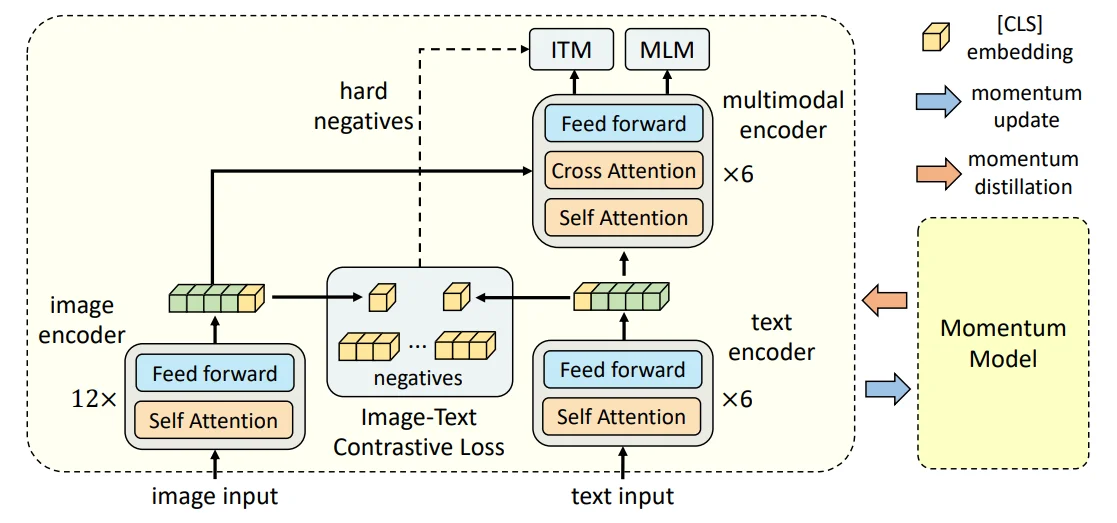 ITM
MLM
[CLS]
embedding
hard
negatives
Feed forward
Cross Attention
Self Attention
multimodal
encoder
×6
momentum
update
momentum
distillation
image
encoder
12×
Feed forward
Self Attention
...
negatives
Image-Text
Contrastive Loss
Feed forward
Self Attention
text
encoder
×6
Momentum
Model
image input
text input